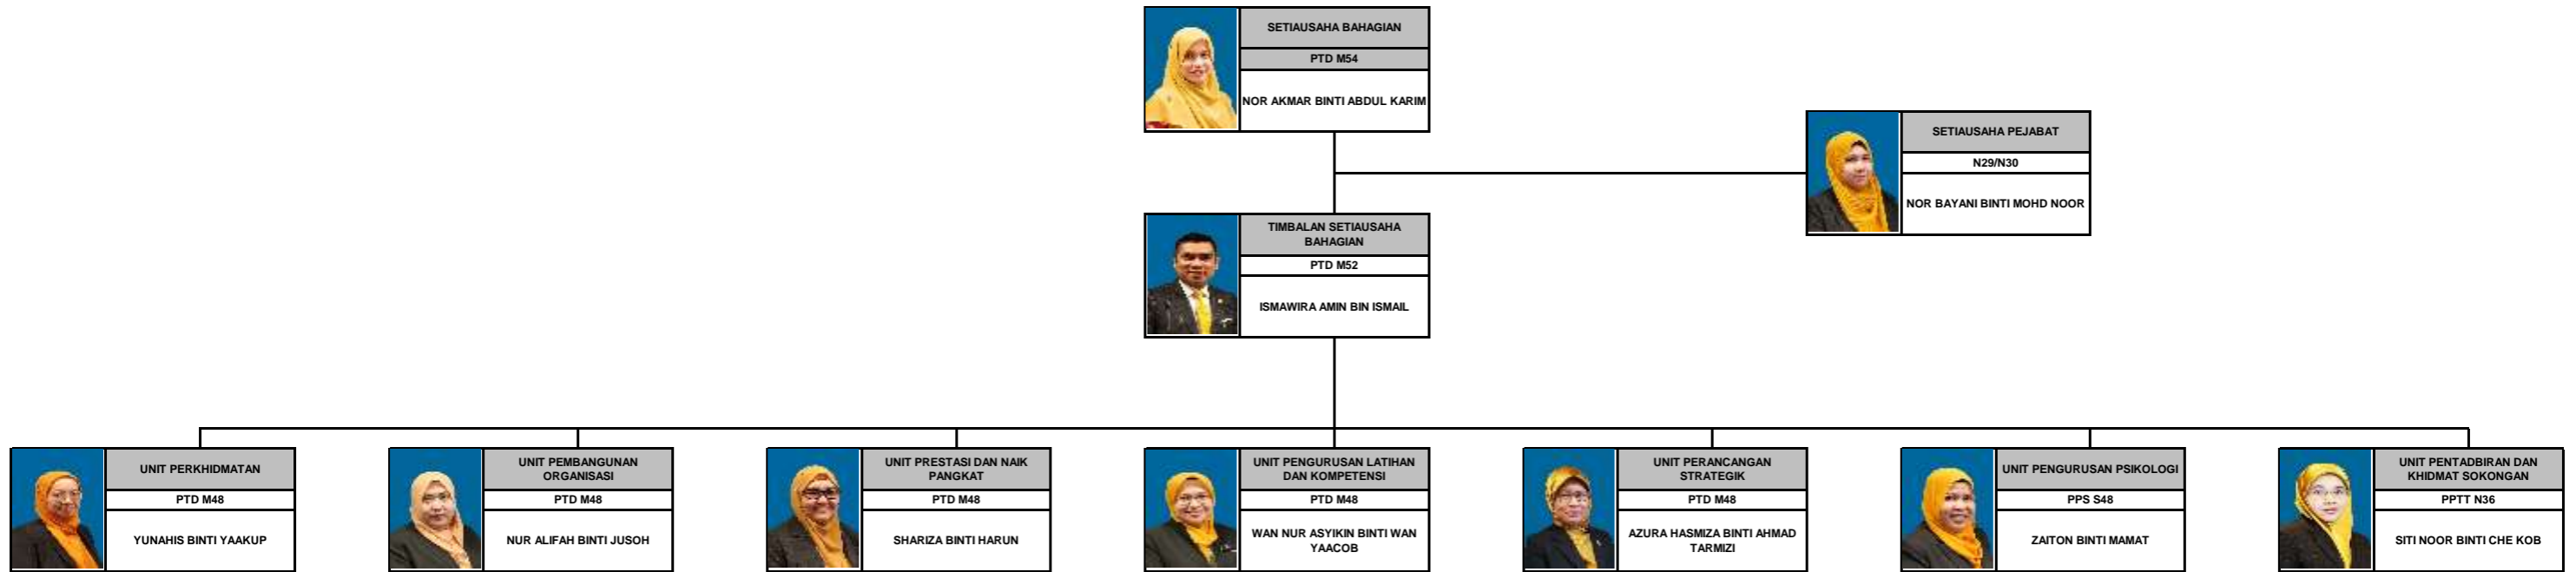 SETIAUSAHA BAHAGIAN
PTD M54
NOR AKMAR BINTI ABDUL KARIM
SETIAUSAHA PEJABAT
N29/N30
NOR BAYANI BINTI MOHD NOOR
TIMBALAN SETIAUSAHA
BAHAGIAN
PTD M52
ISMAWIRA AMIN BIN ISMAIL
UNIT PERKHIDMATAN
PTD M48
YUNAHIS BINTI YAAKUP
UNIT PEMBANGUNAN
ORGANISASI
PTD M48
NUR ALIFAH BINTI JUSOH
UNIT PRESTASI DAN NAIK
PANGKAT
PTD M48
SHARIZA BINTI HARUN
UNIT PENGURUSAN LATIHAN
DAN KOMPETENSI
PTD M48
WAN NUR ASYIKIN BINTI WAN
YAACOB
UNIT PERANCANGAN
STRATEGIK
PTD M48
AZURA HASMIZA BINTI AHMAD
TARMIZI
UNIT PENGURUSAN PSIKOLOGI
PPS S48
ZAITON BINTI MAMAT
UNIT PENTADBIRAN DAN
KHIDMAT SOKONGAN
PPTT N36
SITI NOOR BINTI CHE KOB